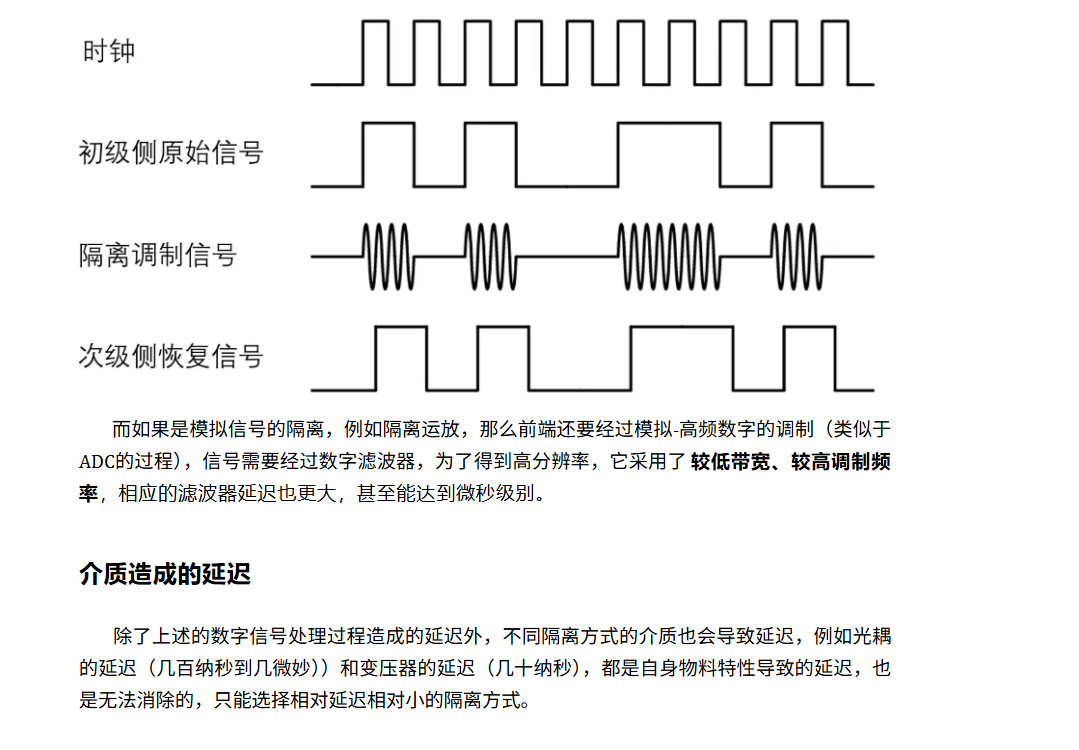 时钟
初级侧原始信号
隔离调制信号
次级侧恢复信号
而如果是模拟信号的隔离，例如隔离运放，那么前端还要经过模拟-高频数字的调制（类似于
ADC的过程），信号需要经过数字滤波器，为了得到高分辨率，它采用了 较低带宽、较高调制频
率，相应的滤波器延迟也更大，甚至能达到微秒级别。
介质造成的延迟
除了上述的数字信号处理过程造成的延迟外，不同隔离方式的介质也会导致延迟，例如光耦
的延迟（几百纳秒到几微妙））和变压器的延迟（几十纳秒），都是自身物料特性导致的延迟，也
是无法消除的，只能选择相对延迟相对小的隔离方式。